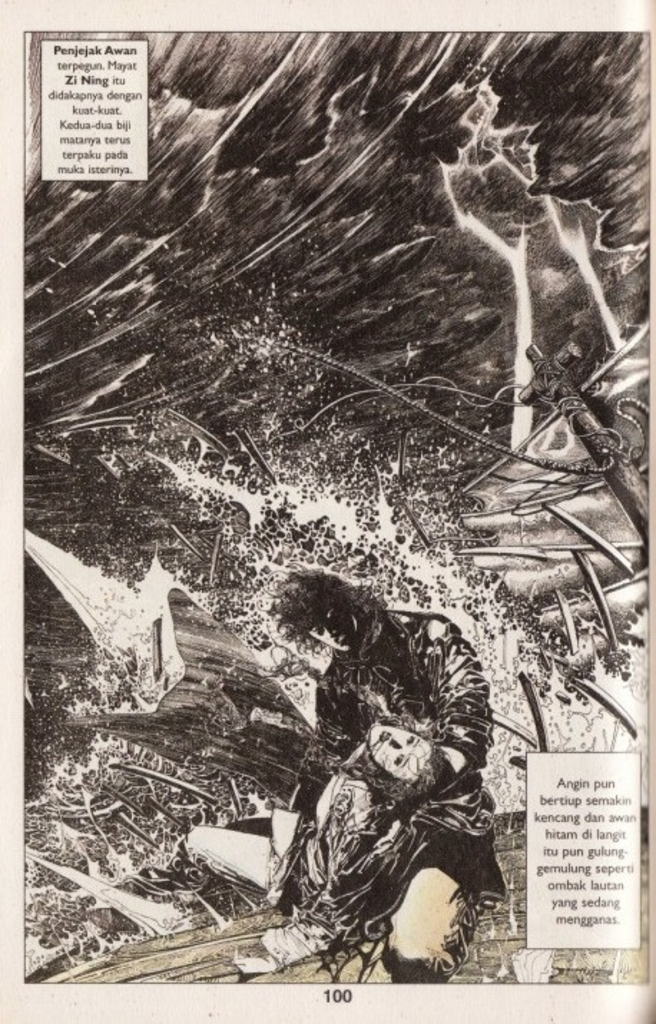 Penjejak Awan
terpegun. Mayat
Zi Ning itu
didakapnya dengan
kuat-kuat.
Kedua-dua biji
matanya terus
terpaku pada
muka isterinya.
Angin pun
bertiup semakin
kencang dan awan
hitam di langit
itu pun gulung-
gemulung seperti
ombak lautan
yang sedang
mengganas.
100